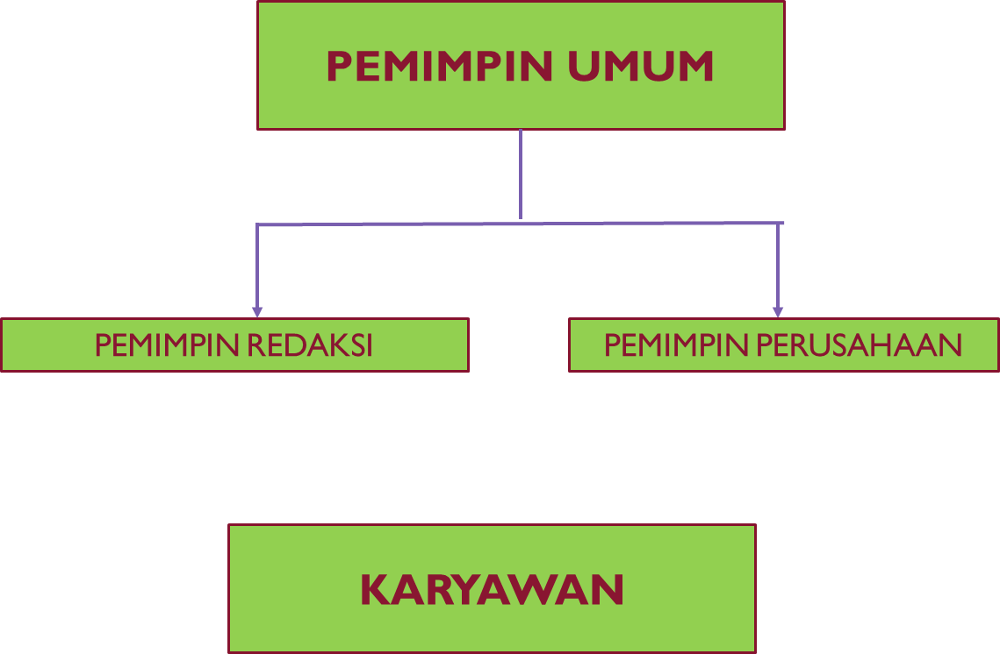 PEMIMPIN UMUM
PEMIMPIN REDAKSI
PEMIMPIN PERUSAHAAN
KARYAWAN